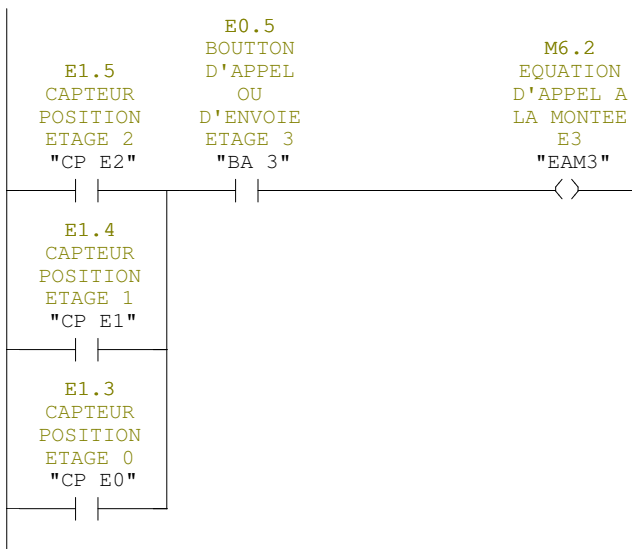 E0.5
BOUTTON
D'APPEL
OU
D'ENVOIE
ETAGE 3
"BA 3"
M6.2
EQUATION
D'APPEL A
LA MONTEE
E3
"EAM3"
E1.5
CAPTEUR
POSITION
ETAGE 2
"CP E2"
E1.4
CAPTEUR
POSITION
ETAGE 1
"CP E1"
E1.3
CAPTEUR
POSITION
ETAGE 0
"CP E0"